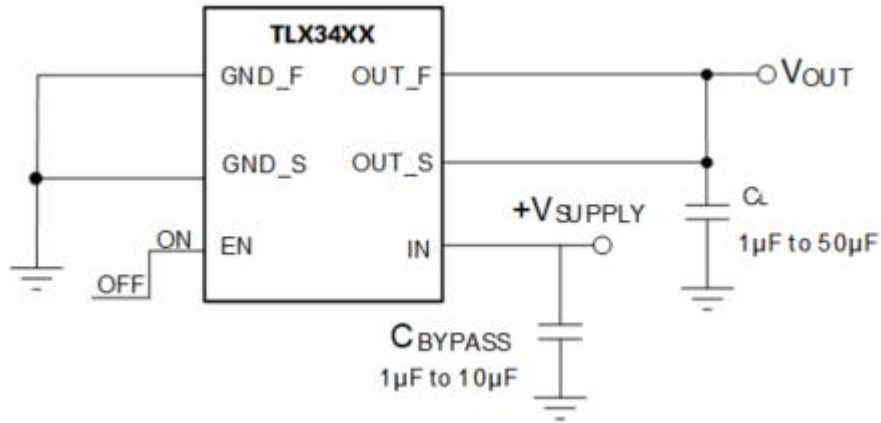 TLX34XX
GND_F OUT_F
VOUT
GND_S OUT_S
+VSUPPLY
CL
1µF to 50µF
ON
EN
IN
OFF
CBYPASS
1µF to 10µF